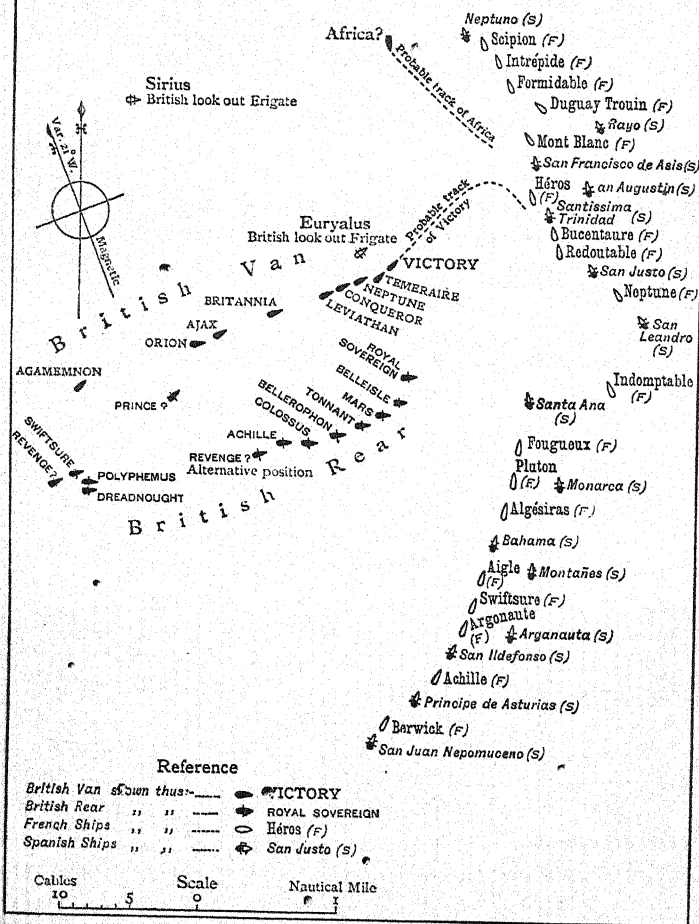 Neptuno (S)
Africa?
Scipion (F)
Probable track of Africa
Intrépide (F)
Formidable (F)
Sirius
British look out Erigate
Duguay Trouin (F)
Rayo (S)
Var. 21° W.
Mont Blanc (F)
San Francisco de Asis (S)
Héros
(F)
an Augustin (S)
Probable track
of Victory
Santissima
Trinidad (S)
Euryalus
British look out Frigate
Bucentaure (F)
Redoutable (F)
Magnetic
VICTORY
San Justo (S)
British Van
TEMERAIRE
NEPTUNE
CONQUEROR
LEVIATHAN
Neptune (F)
BRITANNIA
AJAX
ORION
San
Leandro
(S)
ROYAL
SOVEREIGN
AGAMEMNON
BELLEISLE
Indomptable
(F)
PRINCE ?
MARS
TONNANT
BELLEROPHON
COLOSSUS
Santa Ana
(S)
ACHILLE
SWIFTSURE
REVENGE?
Fougueux (F)
REVENGE ?
Alternative position
Pluton
(F)
Monarca (S)
POLYPHEMUS
DREADNOUGHT
British Rear
Algésiras (F)
Bahama (S)
Aigle
(F)
Montañes (S)
Swiftsure (F)
Argonaute
(F)
Arganauta (S)
San Ildefonso (S)
Achille (F)
Principe de Asturias (S)
Berwick (F)
San Juan Nepomuceno (S)
Reference
British Van shown thus:- VICTORY
British Rear ,, ,, ROYAL SOVEREIGN
French Ships ,, ,, Héros (F)
Spanish Ships ,, ,, San Justo (S)
Cables Scale Nautical Mile
10 5 0 1